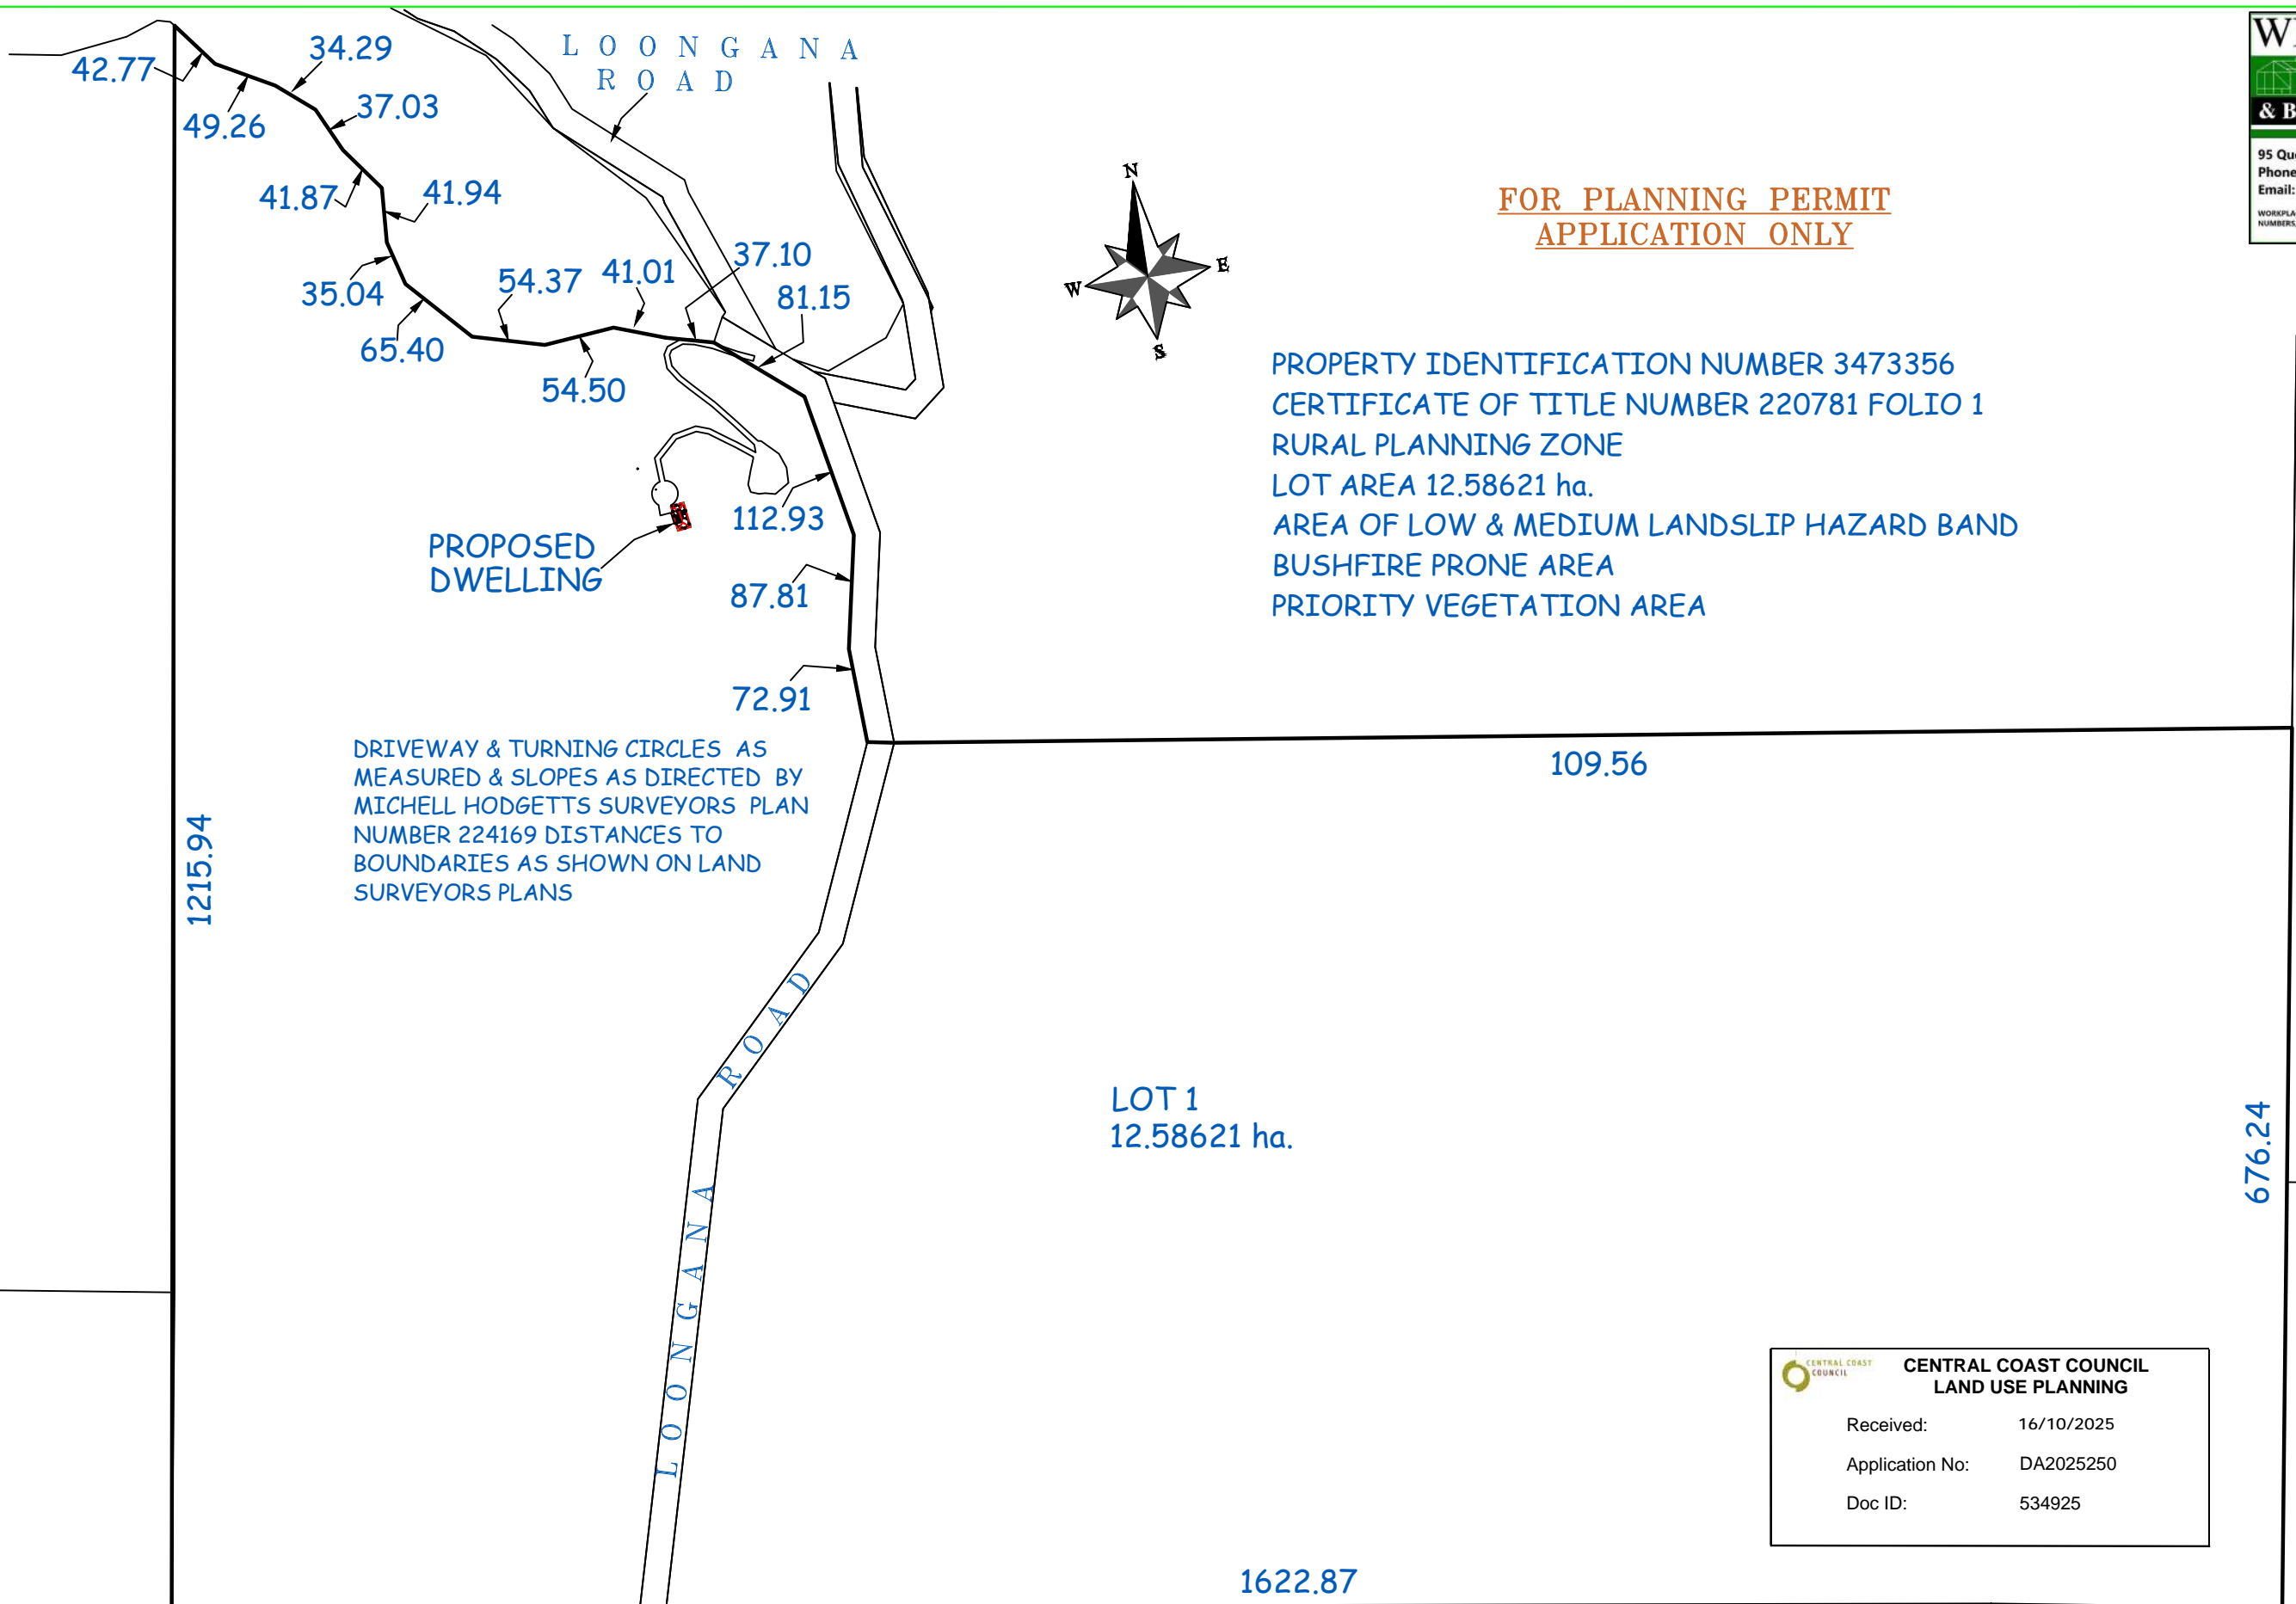 42.77
34.29
49.26
37.03
41.87
41.94
35.04
65.40
54.37
54.50
41.01
37.10
81.15
112.93
87.81
72.91
LOONGANA
ROAD
N
E
W
S
FOR PLANNING PERMIT
APPLICATION ONLY
& B
95
Phone
Email:
PROPERTY IDENTIFICATION NUMBER 3473356
CERTIFICATE OF TITLE NUMBER 220781 FOLIO 1
RURAL PLANNING ZONE
LOT AREA 12.58621 ha.
AREA OF LOW & MEDIUM LANDSLIP HAZARD BAND
BUSHFIRE PRONE AREA
PRIORITY VEGETATION AREA
PROPOSED
DWELLING
DRIVEWAY & TURNING CIRCLES AS
MEASURED & SLOPES AS DIRECTED BY
MICHELL HODGETTS SURVEYORS PLAN
NUMBER 224169 DISTANCES TO
BOUNDARIES AS SHOWN ON LAND
SURVEYORS PLANS
1215.94
109.56
LOONGANA ROAD
LOT 1
12.58621 ha.
676.24
1622.87
CENTRAL COAST
COUNCIL
CENTRAL COAST COUNCIL
LAND USE PLANNING
Received: 16/10/2025
Application No: DA2025250
Doc ID: 534925